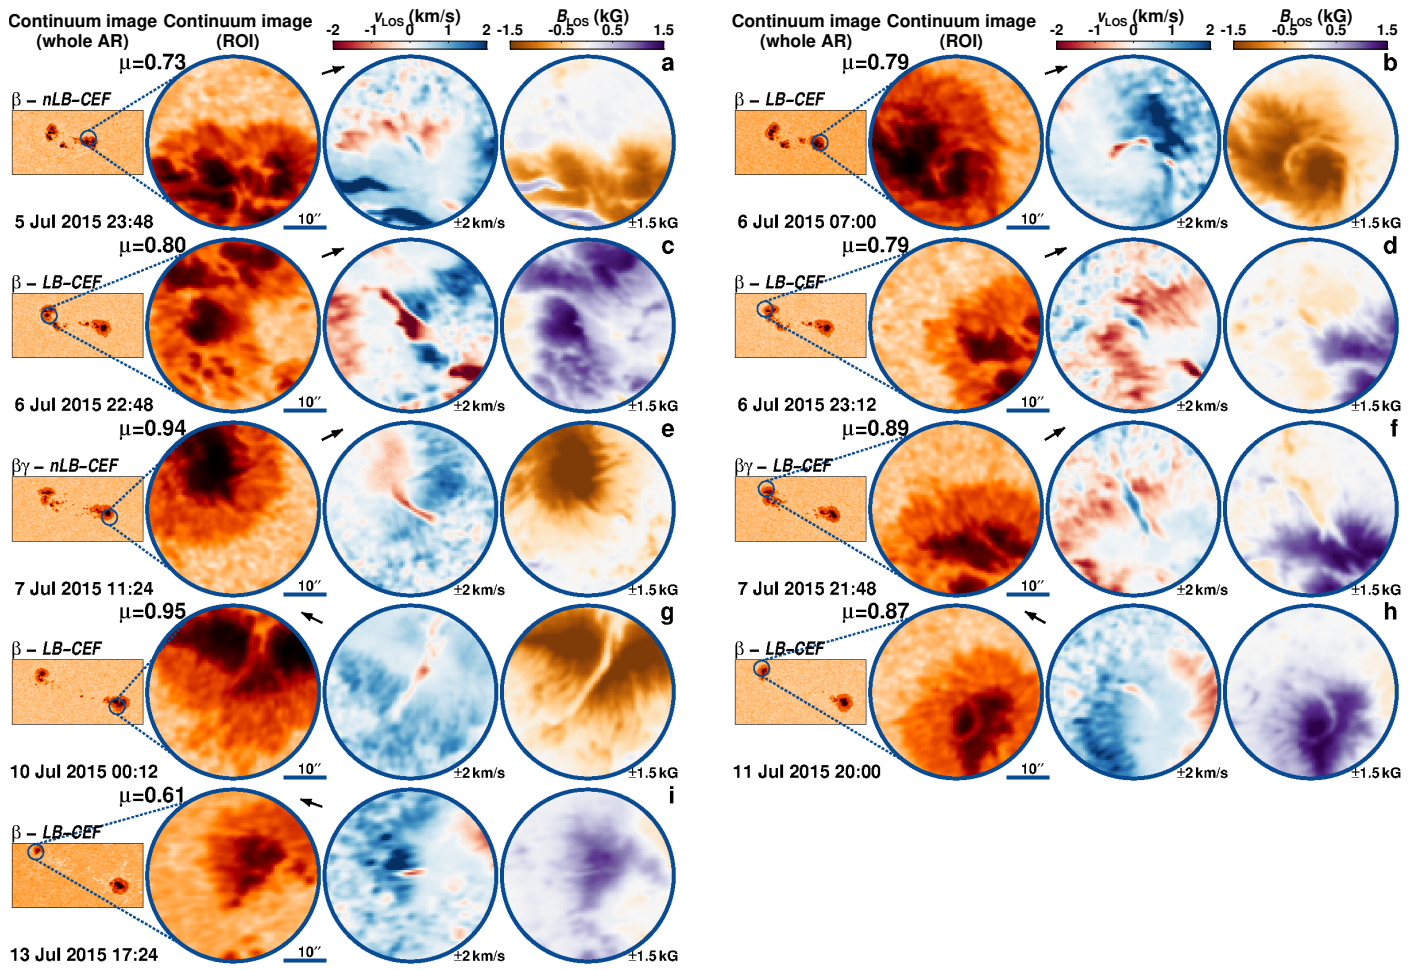 Continuum image Continuum image
(whole AR) (ROI)
vLOS (km/s)
-2 -1 0 1 2
BLOS (kG)
-1.5 -0.5 0.5 1.5
Continuum image Continuum image
(whole AR) (ROI)
vLOS (km/s)
-2 -1 0 1 2
BLOS (kG)
-1.5 -0.5 0.5 1.5
μ=0.73
a
β – nLB–CEF
5 Jul 2015 23:48
10″
±2 km/s
±1.5 kG
μ=0.79
b
β – LB–CEF
6 Jul 2015 07:00
10″
±2 km/s
±1.5 kG
μ=0.80
c
β – LB–CEF
6 Jul 2015 22:48
10″
±2 km/s
±1.5 kG
μ=0.79
d
β – LB–CEF
6 Jul 2015 23:12
10″
±2 km/s
±1.5 kG
μ=0.94
e
βγ – nLB–CEF
7 Jul 2015 11:24
10″
±2 km/s
±1.5 kG
μ=0.89
f
βγ – LB–CEF
7 Jul 2015 21:48
10″
±2 km/s
±1.5 kG
μ=0.95
g
β – LB–CEF
10 Jul 2015 00:12
10″
±2 km/s
±1.5 kG
μ=0.87
h
β – LB–CEF
11 Jul 2015 20:00
10″
±2 km/s
±1.5 kG
μ=0.61
i
β – LB–CEF
13 Jul 2015 17:24
10″
±2 km/s
±1.5 kG